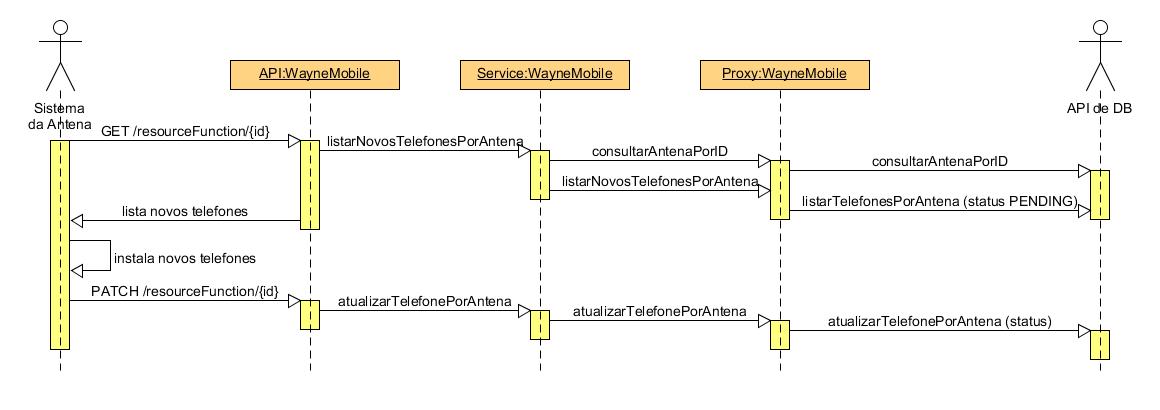 API:WayneMobile
Service:WayneMobile
Proxy:WayneMobile
Sistema
da Antena
API de DB
GET /resourceFunction/{id}
listarNovosTelefonesPorAntena
consultarAntenaPorID
consultarAntenaPorID
listarNovosTelefonesPorAntena
listarTelefonesPorAntena (status PENDING)
lista novos telefones
instala novos telefones
PATCH /resourceFunction/{id}
atualizarTelefonePorAntena
atualizarTelefonePorAntena
atualizarTelefonePorAntena (status)